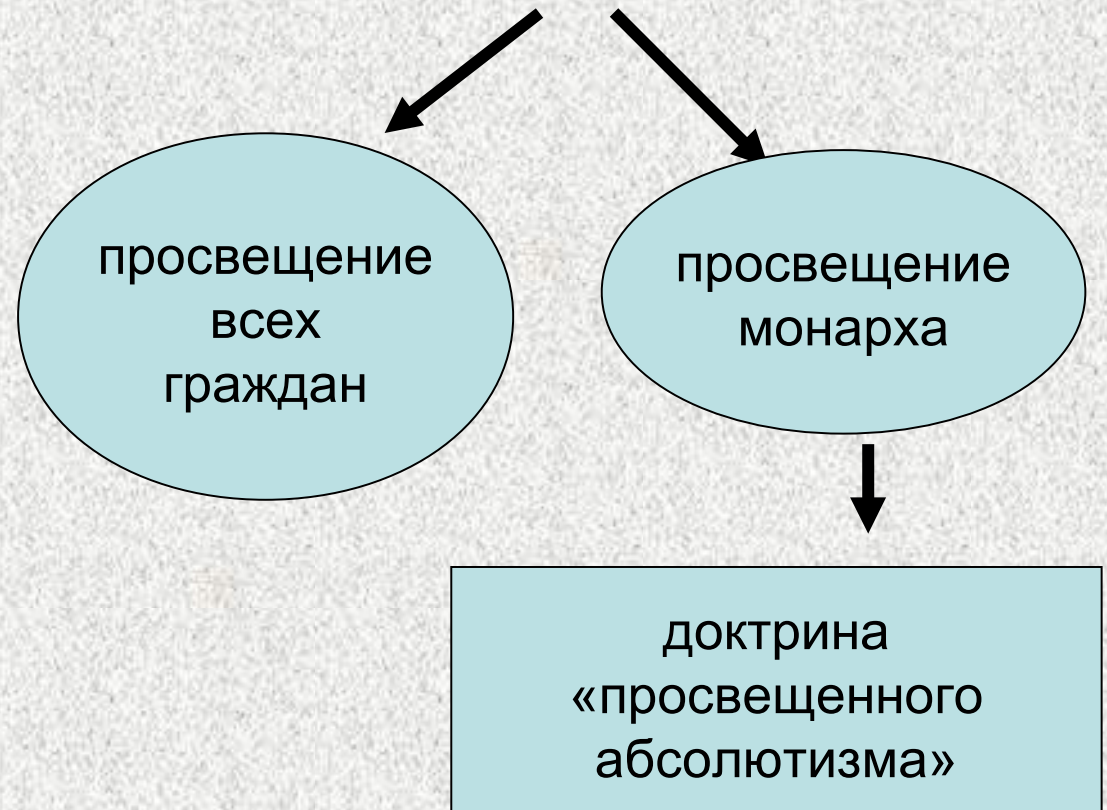 просвещение
всех
граждан
просвещение
монарха
доктрина
«просвещенного
абсолютизма»